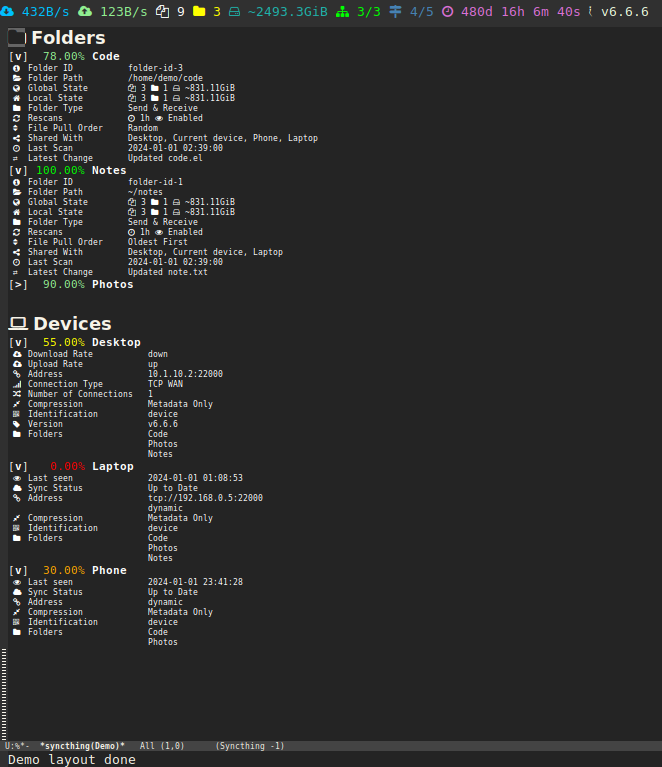 432B/s 123B/s 9 3 ~2493.3GiB 3/3 4/5 480d 16h 6m 40s v6.6.6
Folders
[v] 78.00% Code
Folder ID folder-id-3
Folder Path /home/demo/code
Global State 3 1 ~831.11GiB
Local State 3 1 ~831.11GiB
Folder Type Send & Receive
Rescans 1h Enabled
File Pull Order Random
Shared With Desktop, Current device, Phone, Laptop
Last Scan 2024-01-01 02:39:00
Latest Change Updated code.el
[v] 100.00% Notes
Folder ID folder-id-1
Folder Path ~/notes
Global State 3 1 ~831.11GiB
Local State 3 1 ~831.11GiB
Folder Type Send & Receive
Rescans 1h Enabled
File Pull Order Oldest First
Shared With Desktop, Current device, Laptop
Last Scan 2024-01-01 02:39:00
Latest Change Updated note.txt
[>] 90.00% Photos
Devices
[v] 55.00% Desktop
Download Rate down
Upload Rate up
Address 10.1.10.2:22000
Connection Type TCP WAN
Number of Connections 1
Compression Metadata Only
Identification device
Version v6.6.6
Folders Code
Photos
Notes
[v] 0.00% Laptop
Last seen 2024-01-01 01:08:53
Sync Status Up to Date
Address tcp://192.168.0.5:22000
dynamic
Compression Metadata Only
Identification device
Folders Code
Photos
Notes
[v] 30.00% Phone
Last seen 2024-01-01 23:41:28
Sync Status Up to Date
Address dynamic
Compression Metadata Only
Identification device
Folders Code
Photos
U:%*- *syncthing(Demo)* All (1,0) (Syncthing -1)
Demo layout done